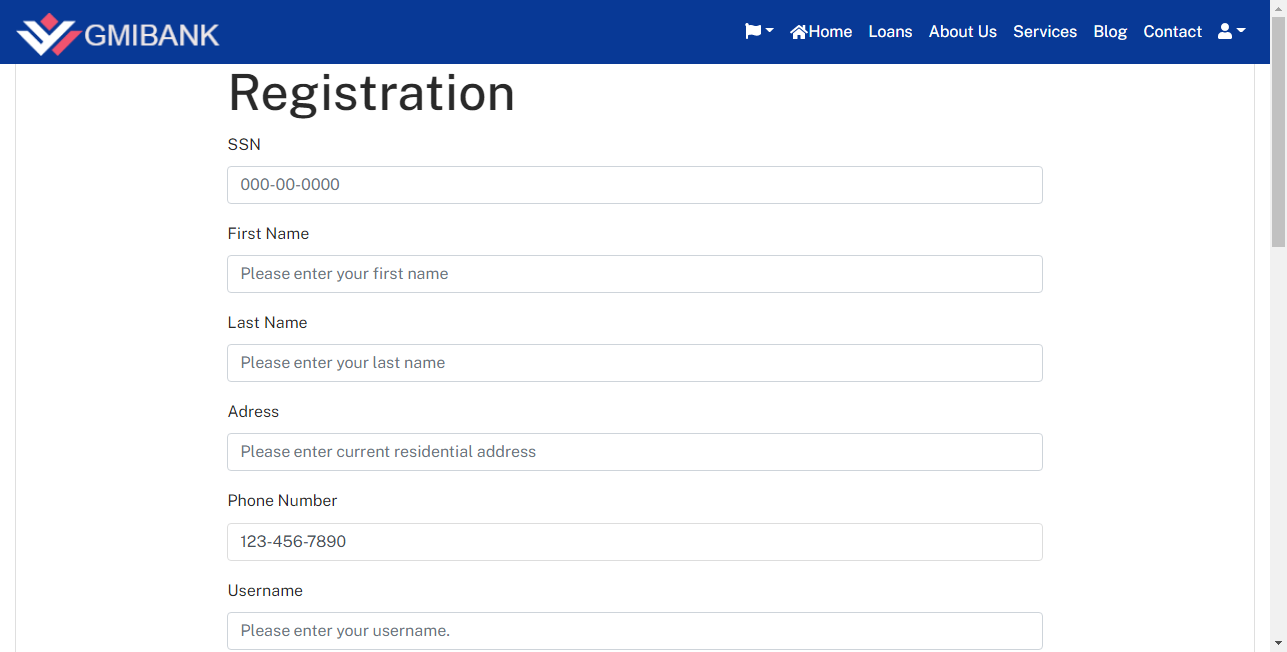 GMIBANK
Home Loans About Us Services Blog Contact
Registration
SSN
000-00-0000
First Name
Please enter your first name
Last Name
Please enter your last name
Adress
Please enter current residential address
Phone Number
123-456-7890
Username
Please enter your username.